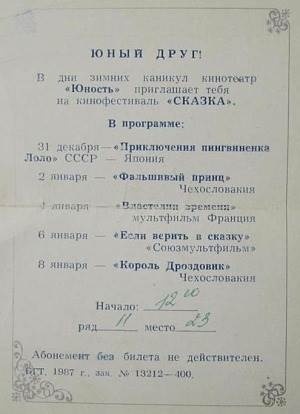 ЮНЫЙ ДРУГ!
В дни зимних каникул кинотеатр
«Юность» приглашает тебя
на кинофестиваль «СКАЗКА».
В программе:
31 декабря—«Приключения пингвиненка
Лоло» СССР — Япония
2 января — «Фальшивый принц»
Чехословакия
4 января — «Властелин времени»
мультфильм Франция
6 января — «Если верить в сказку»
«Союзмультфильм»
8 января — «Король Дроздовик»
Чехословакия
Начало: 12 00
ряд 11 место 23
Абонемент без билета не действителен.
1987 г., зак. № 13212—400.